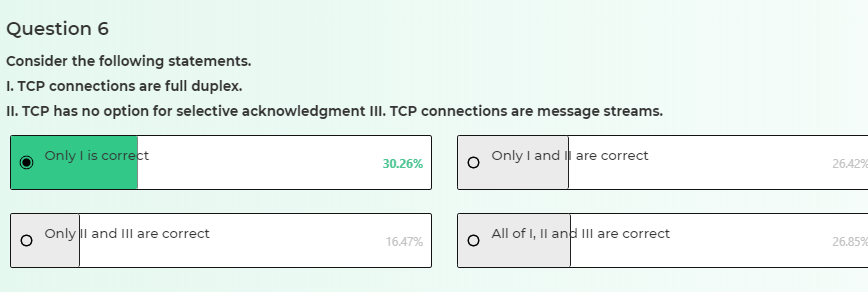 Question 6
Consider the following statements.
I. TCP connections are full duplex.
II. TCP has no option for selective acknowledgment III. TCP connections are message streams.
Only I is correct
30.26%
Only I and II are correct
26.42%
Only II and III are correct
16.47%
All of I, II and III are correct
26.85%